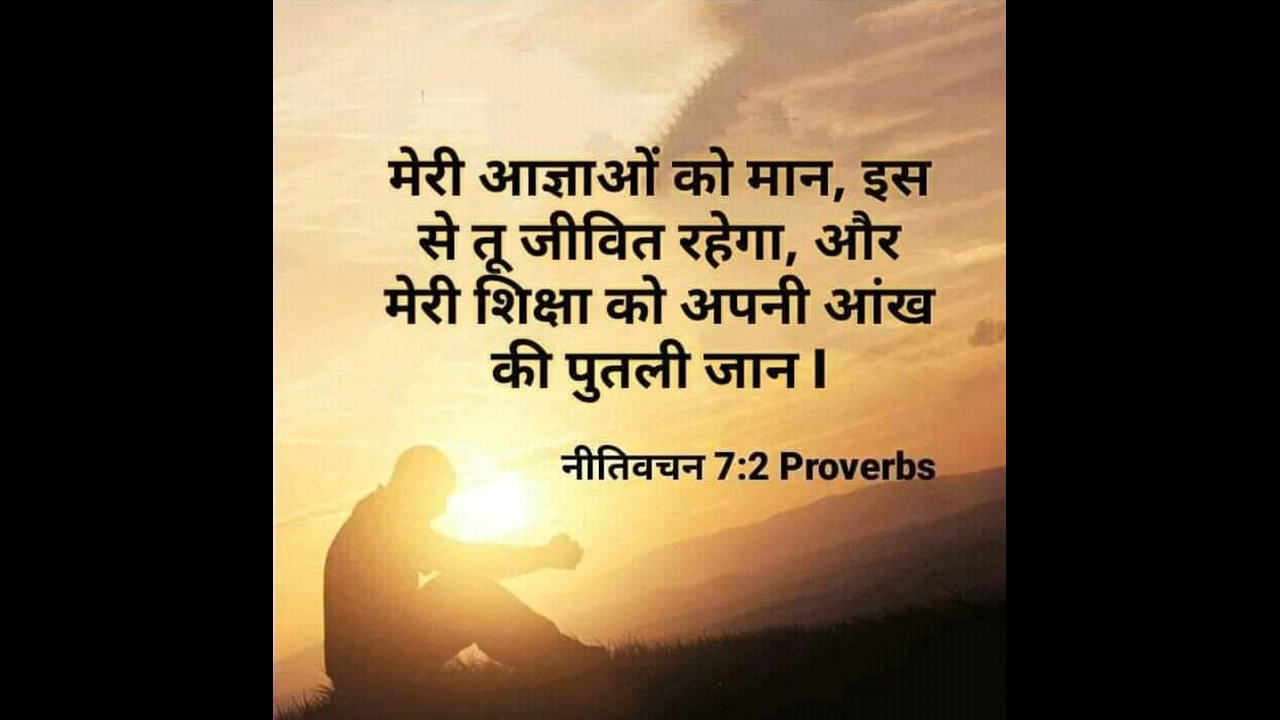 मेरी आज्ञाओं को मान, इस
से तू जीवित रहेगा, और
मेरी शिक्षा को अपनी आंख
की पुतली जान l
नीतिवचन 7:2 Proverbs